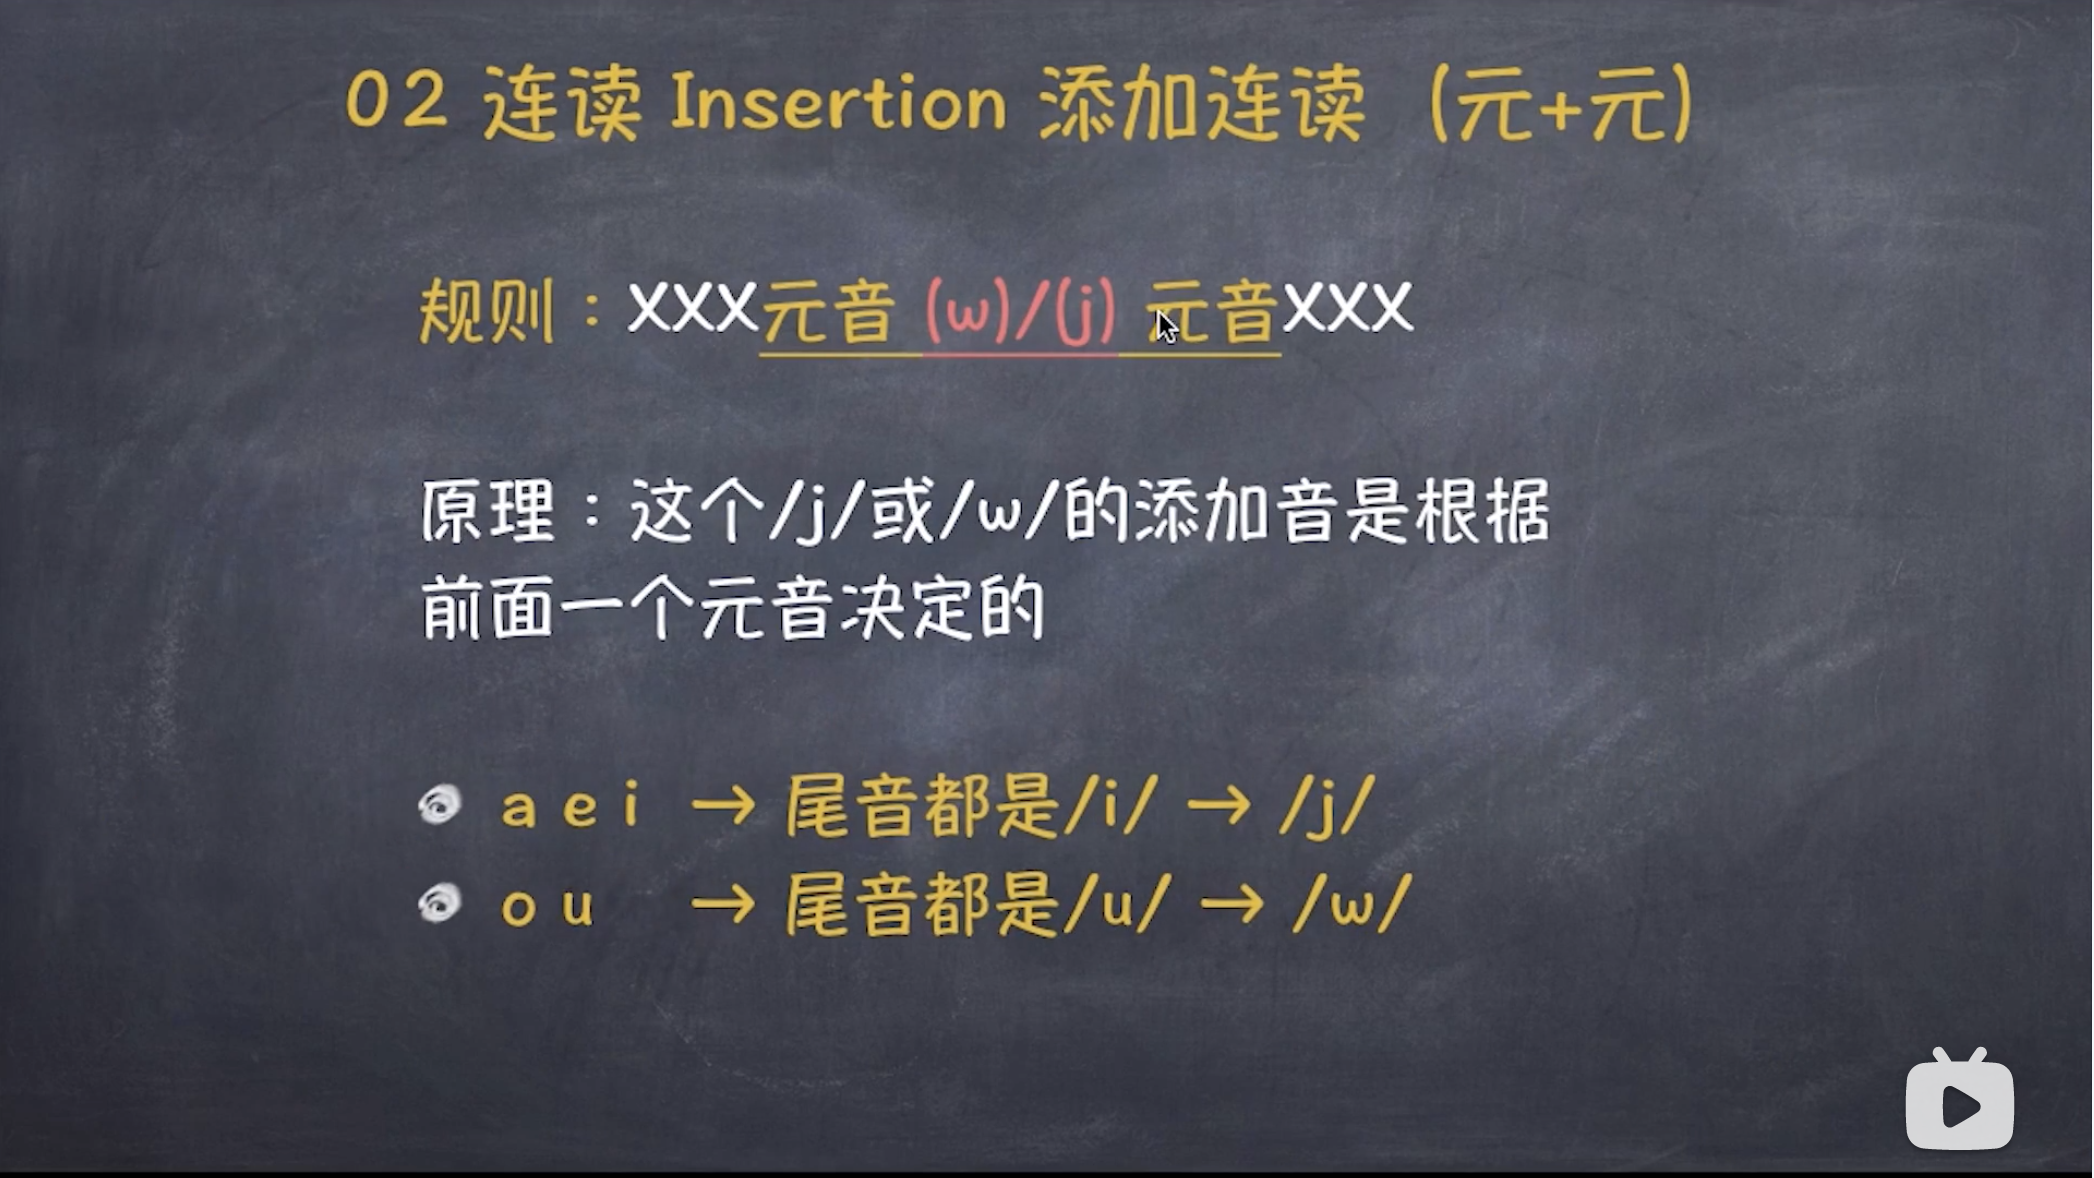 02 连读 Insertion 添加连读（元+元）
规则：XXX元音 (w)/(j) 元音XXX
原理：这个/j/或/w/的添加音是根据
前面一个元音决定的
a e i → 尾音都是/i/ → /j/
o u → 尾音都是/u/ → /w/